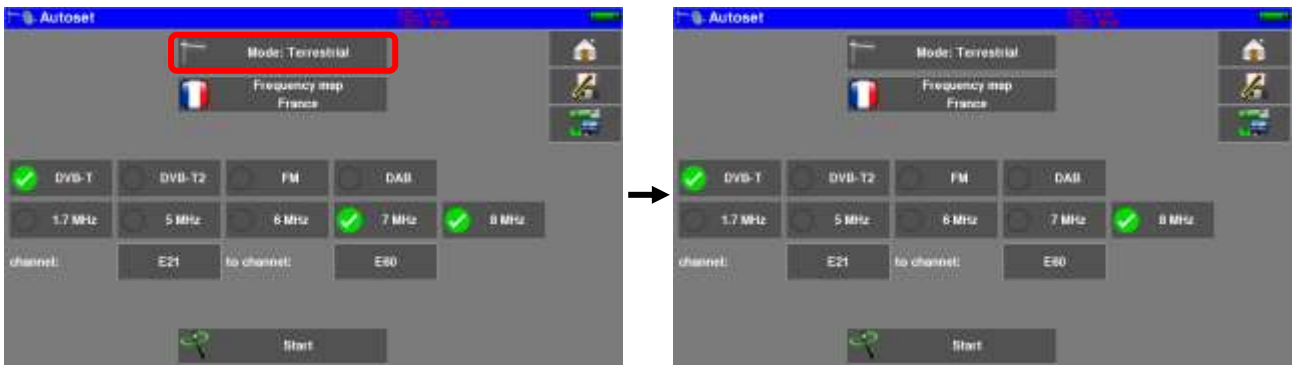 Autoset
Mode: Terrestrial
Frequency map
France
DVB-T DVB-T2 FM DAB
1.7 MHz 5 MHz 6 MHz 7 MHz 8 MHz
channel: E21 to channel: E60
Start
Autoset
Mode: Terrestrial
Frequency map
France
DVB-T DVB-T2 FM DAB
1.7 MHz 5 MHz 6 MHz 7 MHz 8 MHz
channel: E21 to channel: E60
Start